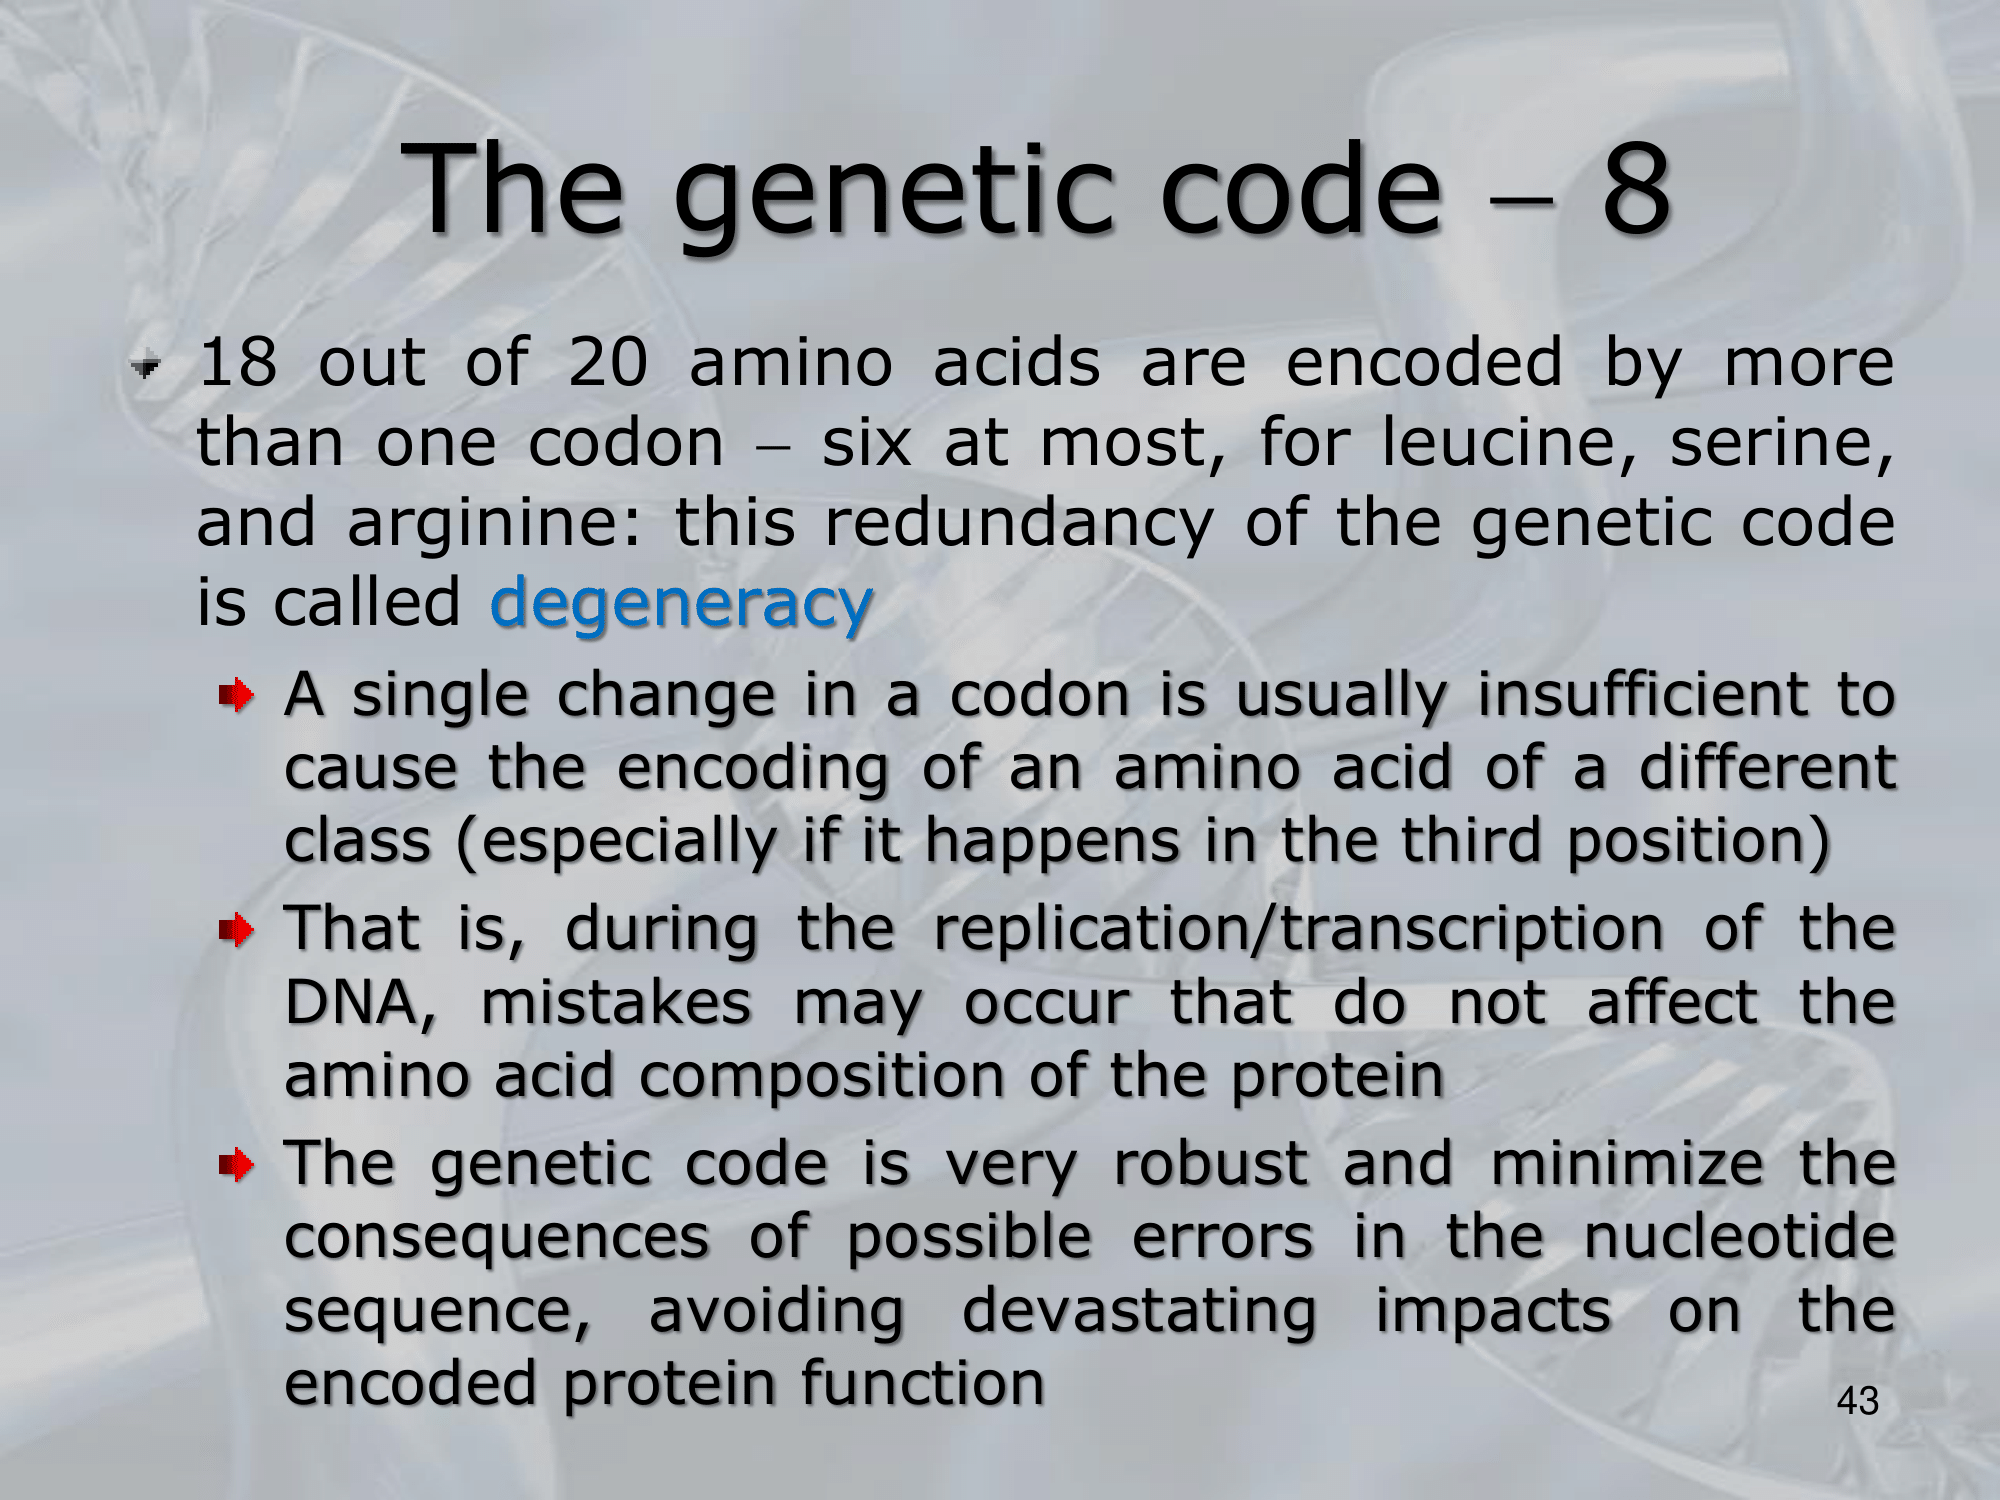 The genetic code – 8
18 out of 20 amino acids are encoded by more
than one codon – six at most, for leucine, serine,
and arginine: this redundancy of the genetic code
is called degeneracy
A single change in a codon is usually insufficient to
cause the encoding of an amino acid of a different
class (especially if it happens in the third position)
That is, during the replication/transcription of the
DNA, mistakes may occur that do not affect the
amino acid composition of the protein
The genetic code is very robust and minimize the
consequences of possible errors in the nucleotide
sequence, avoiding devastating impacts on the
encoded protein function
43